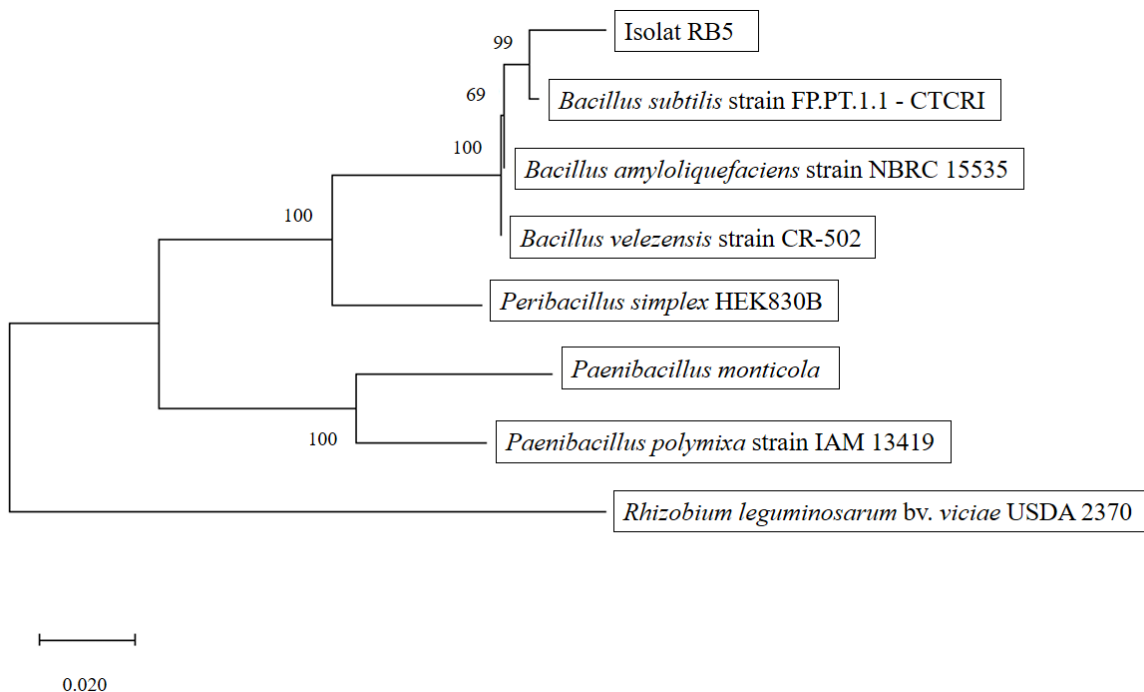 Isolat RB5
99
Bacillus subtilis strain FP.PT.1.1 - CTCRI
69
100
Bacillus amyloliquefaciens strain NBRC 15535
100
Bacillus velezensis strain CR-502
Peribacillus simplex HEK830B
Paenibacillus monticola
100
Paenibacillus polymixa strain IAM 13419
Rhizobium leguminosarum bv. viciae USDA 2370
0.020